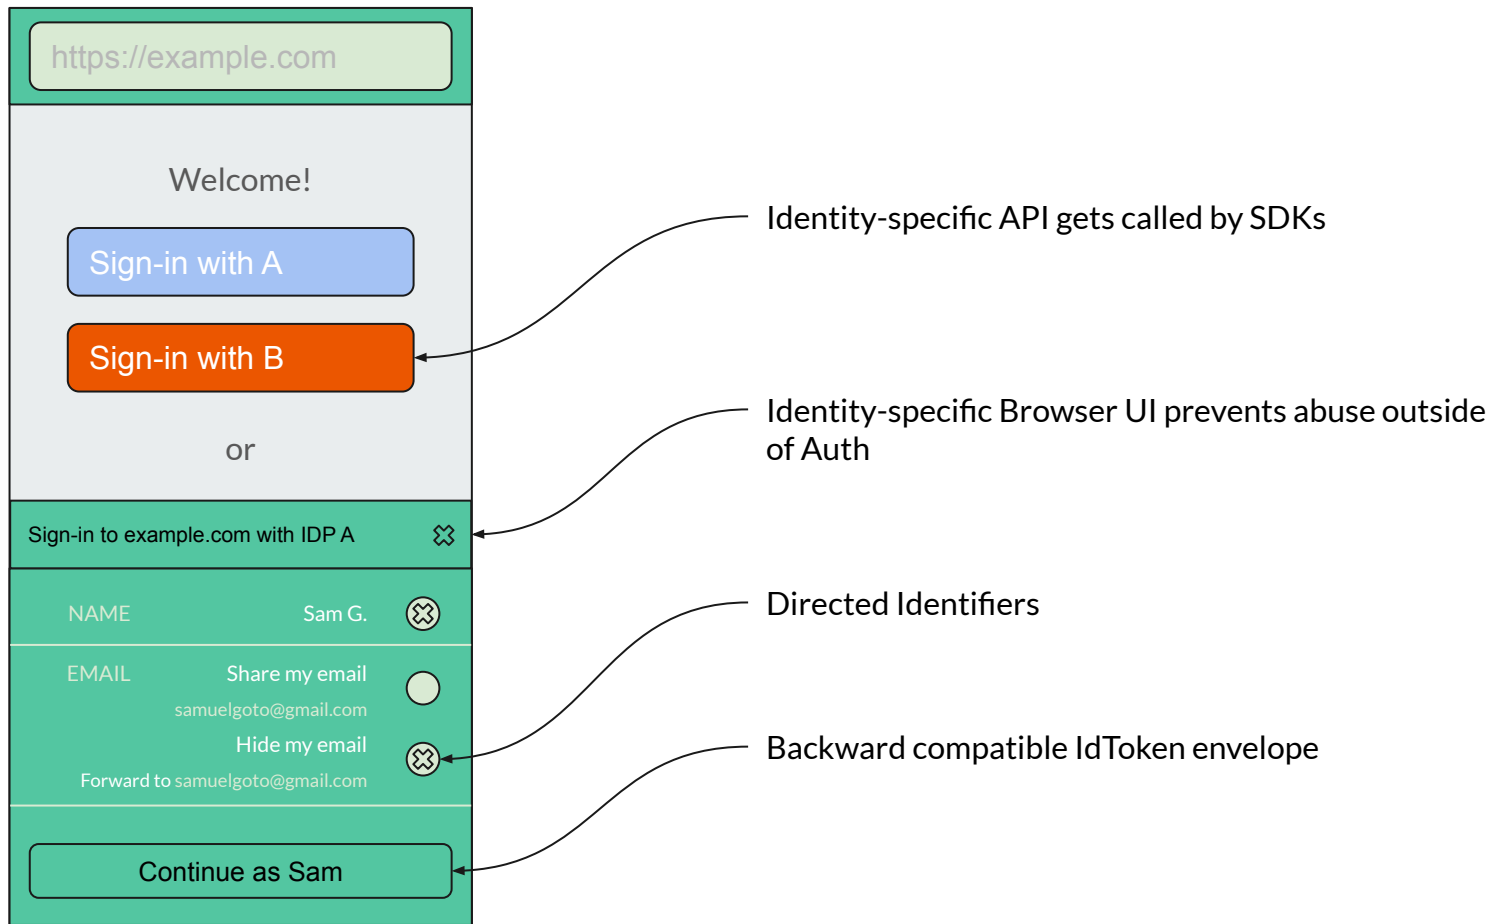 https://example.com
Welcome!
Sign-in with A
Sign-in with B
or
Sign-in to example.com with IDP A
NAME Sam G.
EMAIL Share my email
samuelgoto@gmail.com
Hide my email
Forward to samuelgoto@gmail.com
Continue as Sam
Identity-specific API gets called by SDKs
Identity-specific Browser UI prevents abuse outside
of Auth
Directed Identifiers
Backward compatible IdToken envelope